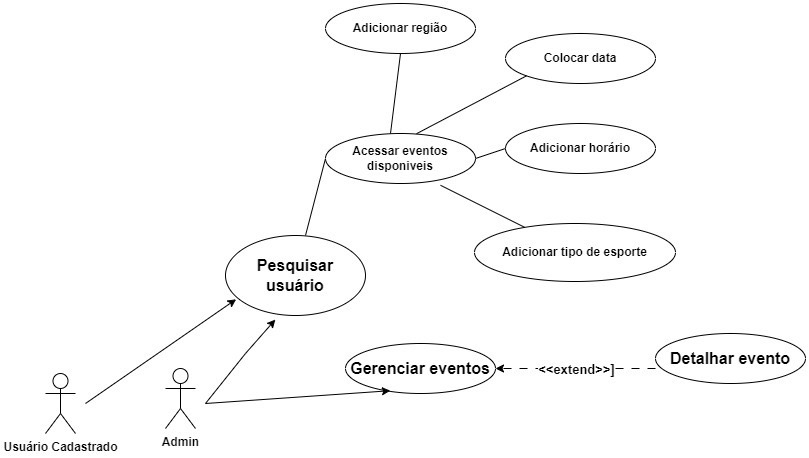 Adicionar região
Colocar data
Acessar eventos
disponiveis
Adicionar horário
Adicionar tipo de esporte
Pesquisar
usuário
Gerenciar eventos
<<extend>>]
Detalhar evento
Usuário Cadastrado
Admin